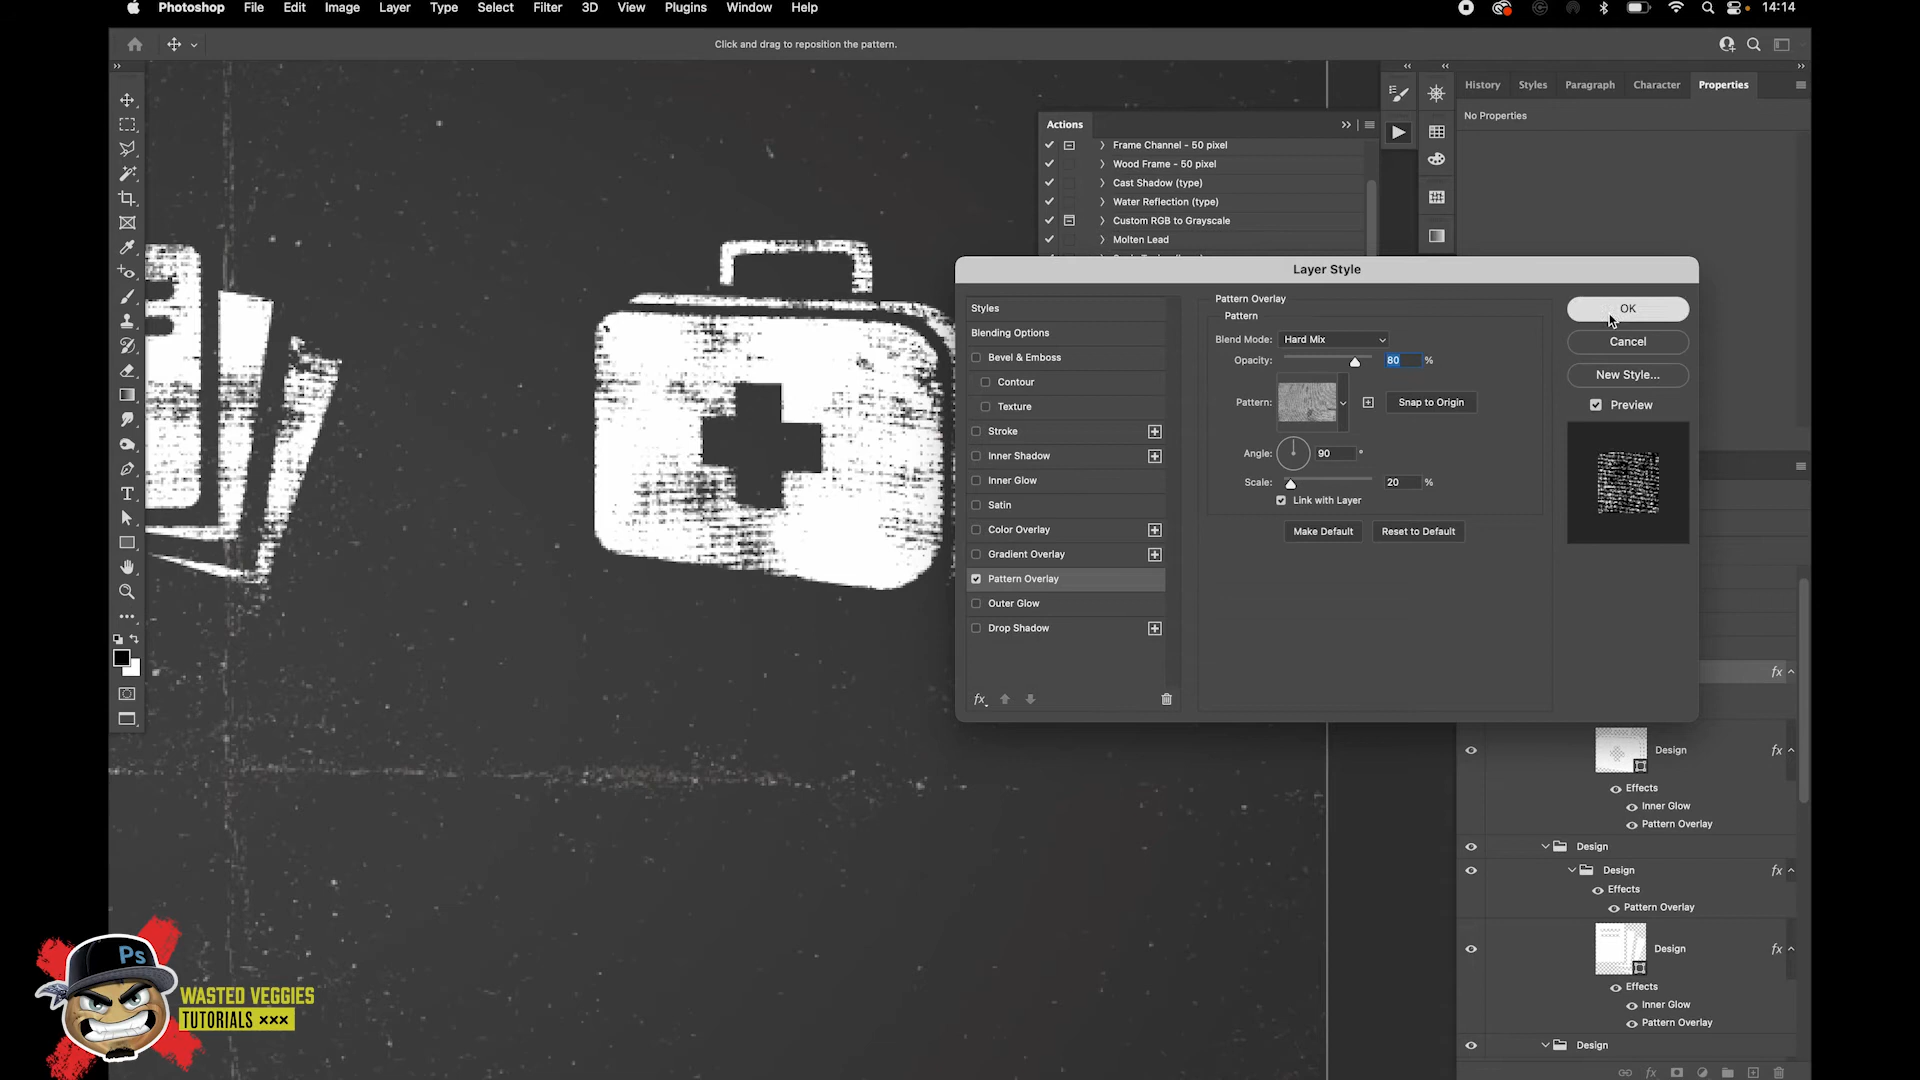 Photoshop File Edit Image Layer Type Select Filter 3D View Plugins Window Help 14:14
Click and drag to reposition the pattern.
History Styles Paragraph Character Properties
No Properties
Actions
Frame Channel - 50 pixel
Wood Frame - 50 pixel
Cast Shadow (type)
Water Reflection (type)
Custom RGB to Grayscale
Molten Lead
Layer Style
Styles
Blending Options
Bevel & Emboss
Contour
Texture
Stroke
Inner Shadow
Inner Glow
Satin
Color Overlay
Gradient Overlay
Pattern Overlay
Outer Glow
Drop Shadow
fx
Pattern Overlay
Pattern
Blend Mode: Hard Mix
Opacity: 80 %
Pattern: Snap to Origin
Angle: 90 °
Scale: 20 %
Link with Layer
Make Default Reset to Default
OK
Cancel
New Style...
Preview
fx
Design fx
Effects
Inner Glow
Pattern Overlay
Design
Design fx
Effects
Pattern Overlay
Design fx
Effects
Inner Glow
Pattern Overlay
Design
fx
Ps
WASTED VEGGIES
TUTORIALS ×××